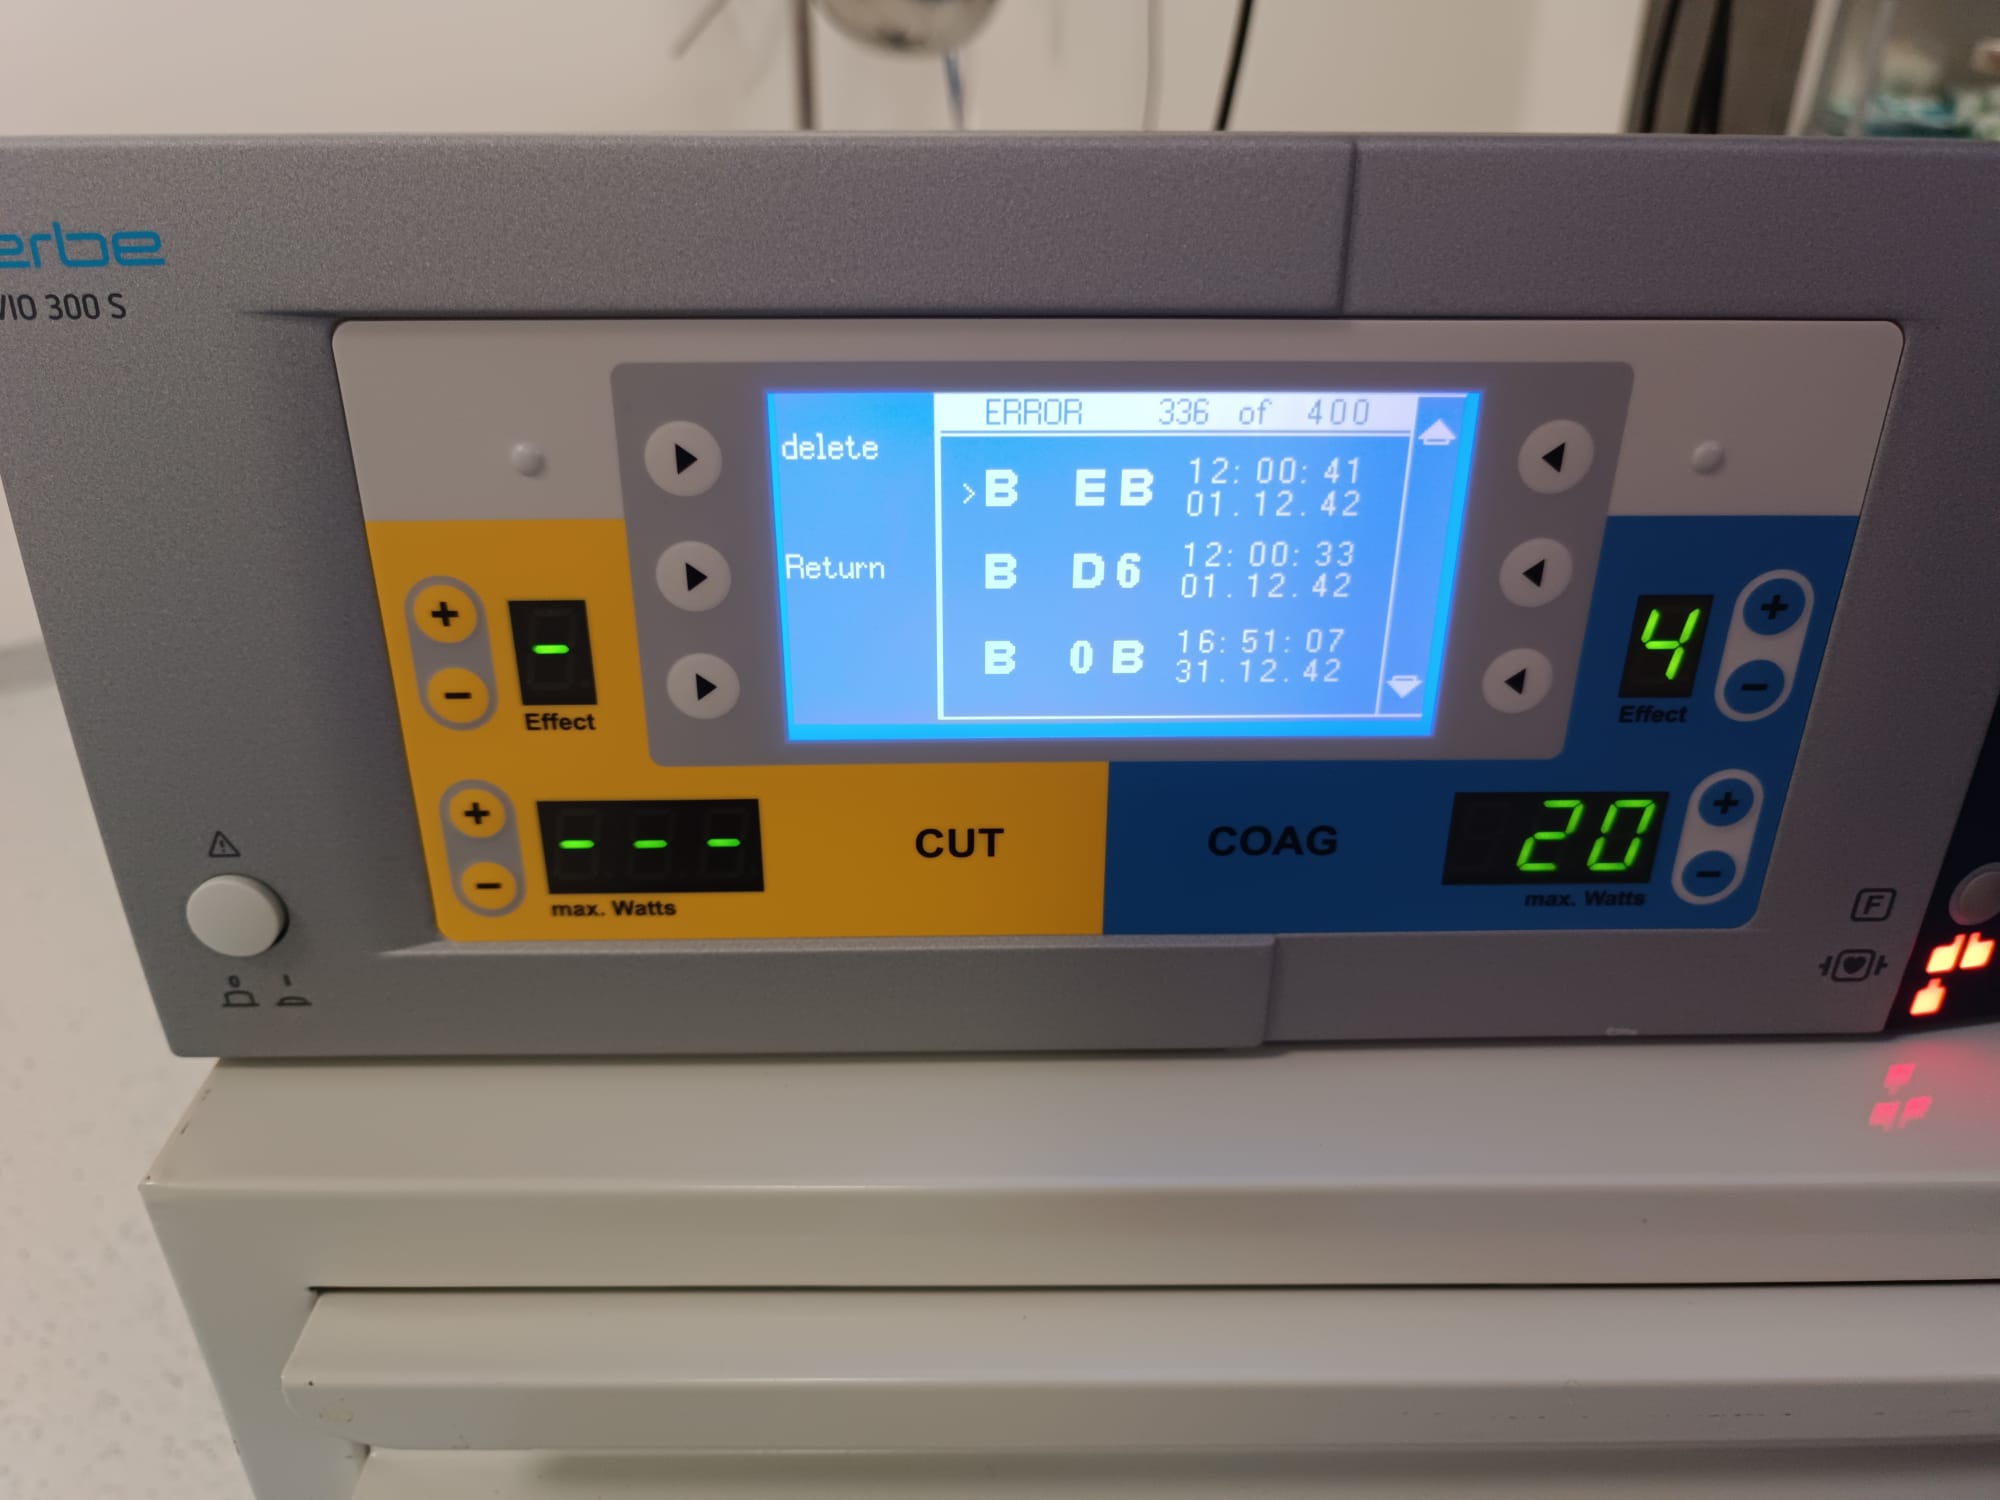 erbe
VIO 300 S
ERROR 336 of 400
delete
>B EB 12:00:41
01.12.42
Return
B D6 12:00:33
01.12.42
B 0B 16:51:07
31.12.42
+
-
-
Effect
4
Effect
+
-
+
-
- - -
max. Watts
CUT
COAG
20
max. Watts
+
-
F
0 I